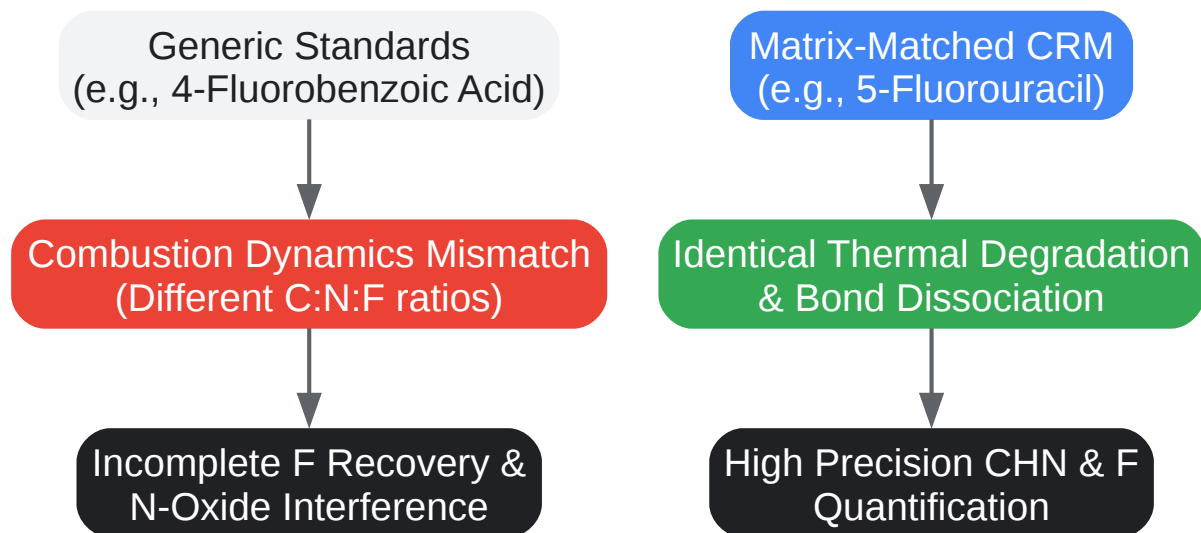 Generic Standards
(e.g., 4-Fluorobenzoic Acid)
Combustion Dynamics Mismatch
(Different C:N:F ratios)
Incomplete F Recovery &
N-Oxide Interference
Matrix-Matched CRM
(e.g., 5-Fluorouracil)
Identical Thermal Degradation
& Bond Dissociation
High Precision CHN & F
Quantification